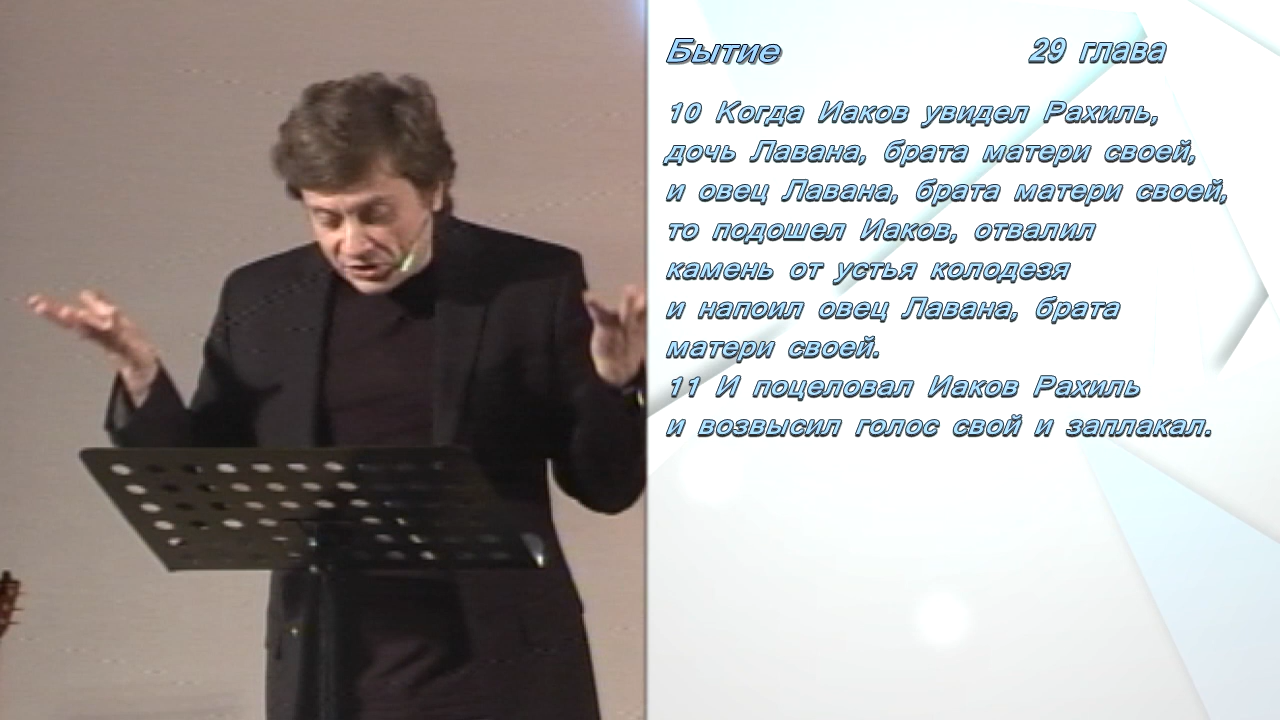 Бытие 29 глава
10 Когда Иаков увидел Рахиль,
дочь Лавана, брата матери своей,
и овец Лавана, брата матери своей,
то подошел Иаков, отвалил
камень от устья колодезя
и напоил овец Лавана, брата
матери своей.
11 И поцеловал Иаков Рахиль
и возвысил голос свой и заплакал.